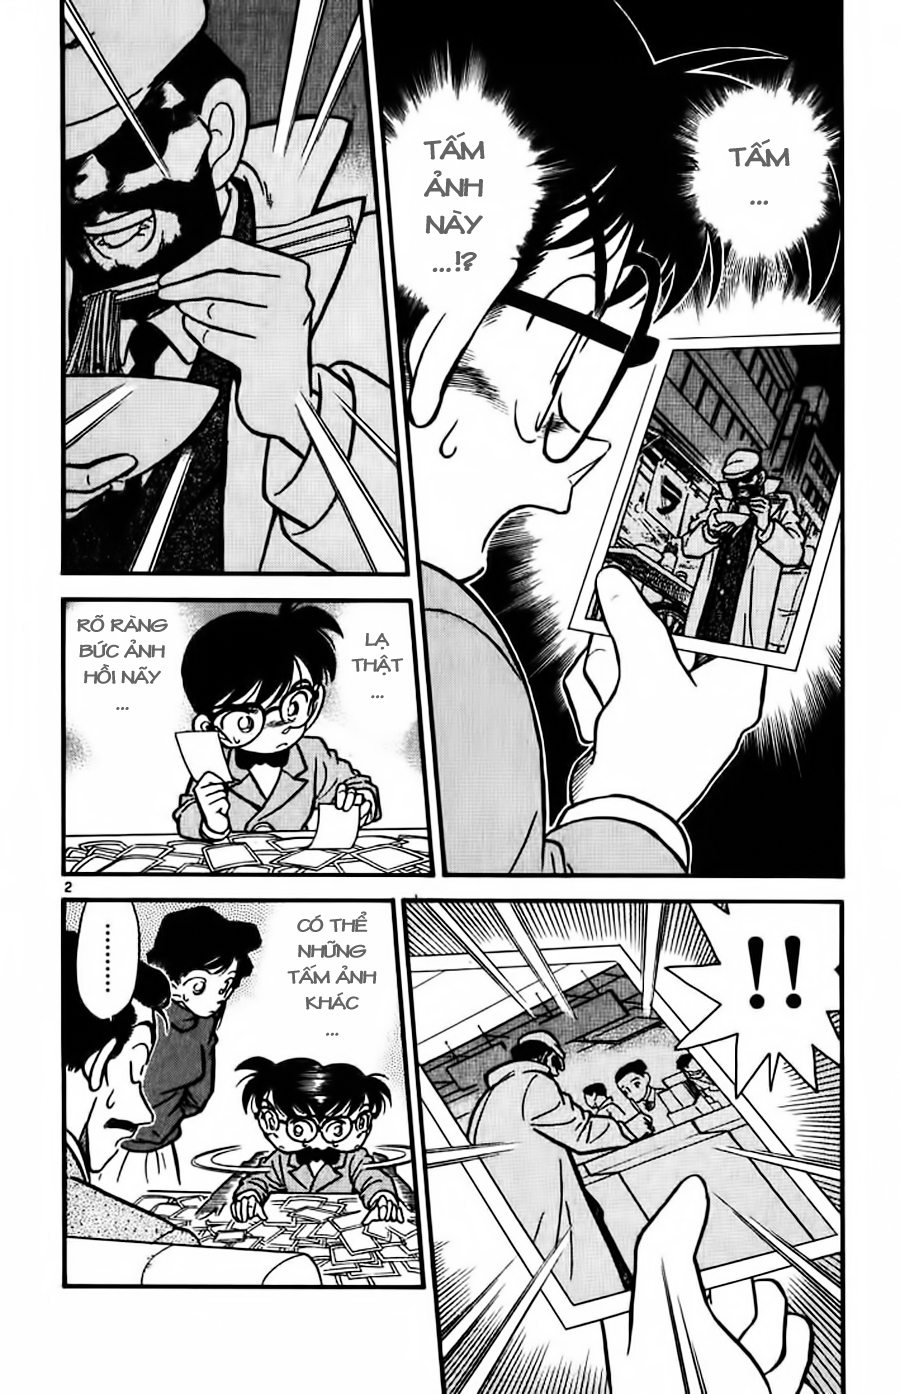 TẤM
...
TẤM
ẢNH
NÀY
...!?
LẠ
THẬT
...
RÕ RÀNG
BỨC ẢNH
HỒI NÃY
...
2
!!
CÓ THỂ
NHỮNG
TẤM ẢNH
KHÁC
...
.........